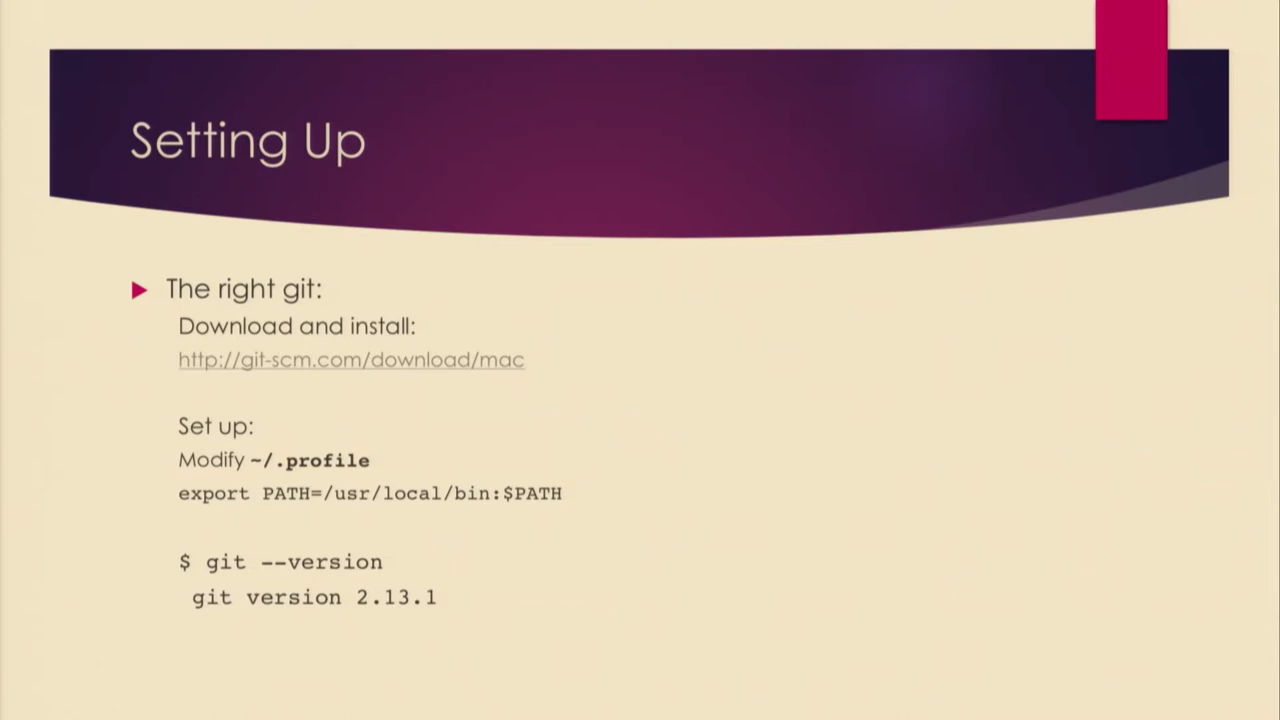 Setting Up
The right git:
Download and install:
http://git-scm.com/download/mac
Set up:
Modify ~/.profile
export PATH=/usr/local/bin:$PATH
$ git --version
git version 2.13.1